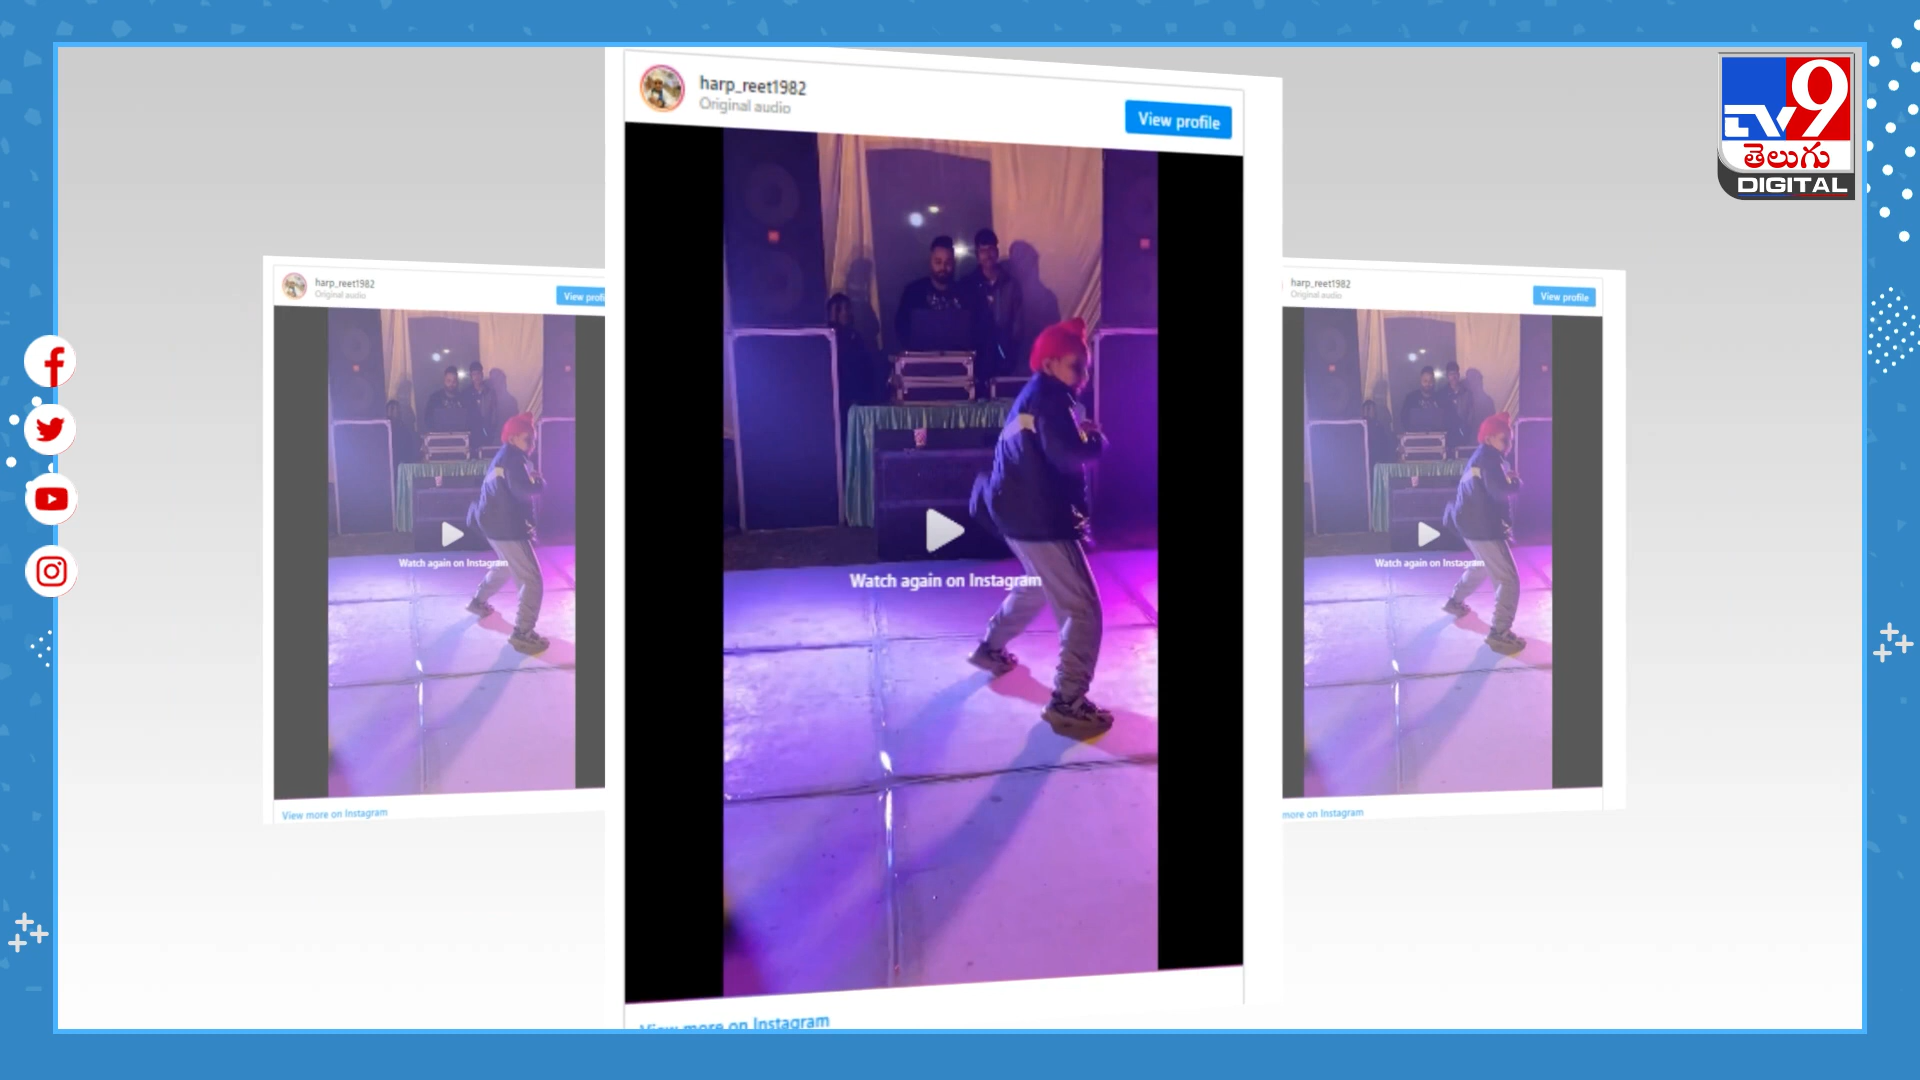 harp_reet1982
Original audio
View profile
Watch again on Instagram
View more on Instagram
harp_reet1982
Original audio
View profi
Watch again on Instagram
View more on Instagram
harp_reet1982
Original audio
View profile
Watch again on Instagram
more on Instagram
TV9
తెలుగు
DIGITAL